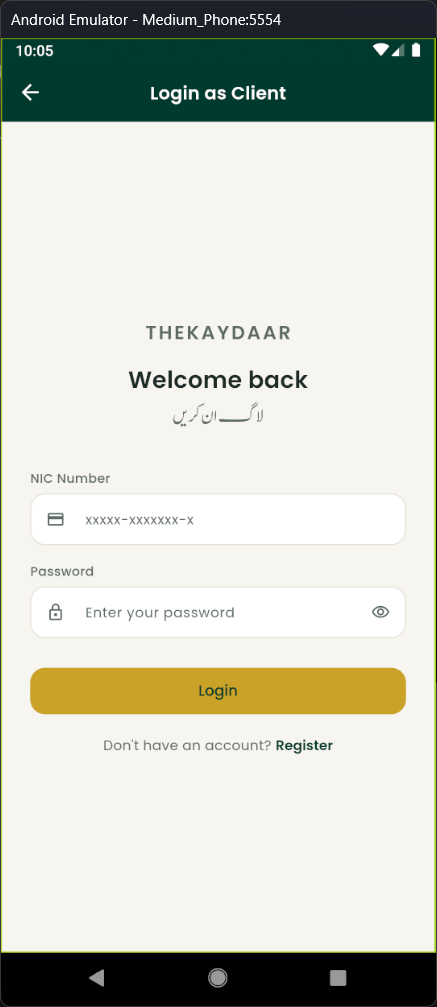 Android Emulator - Medium_Phone:5554
10:05
Login as Client
THEKAYDAAR
Welcome back
لاگ ان کریں
NIC Number
xxxxx-xxxxxxx-x
Password
Enter your password
Login
Don't have an account? Register